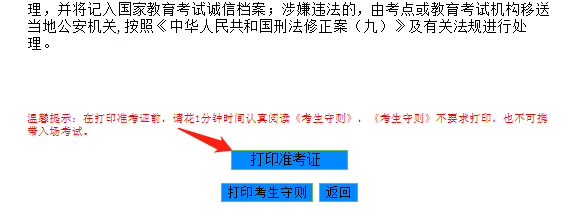 理，并将记入国家教育考试诚信档案；涉嫌违法的，由考点或教育考试机构移送
当地公安机关,按照《中华人民共和国刑法修正案（九）》及有关法规进行处
理。
温馨提示：在打印准考证前，请花1分钟时间认真阅读《考生守则》，《考生守则》不要求打印，也不可携
带入场考试。
打印准考证
打印考生守则 返回